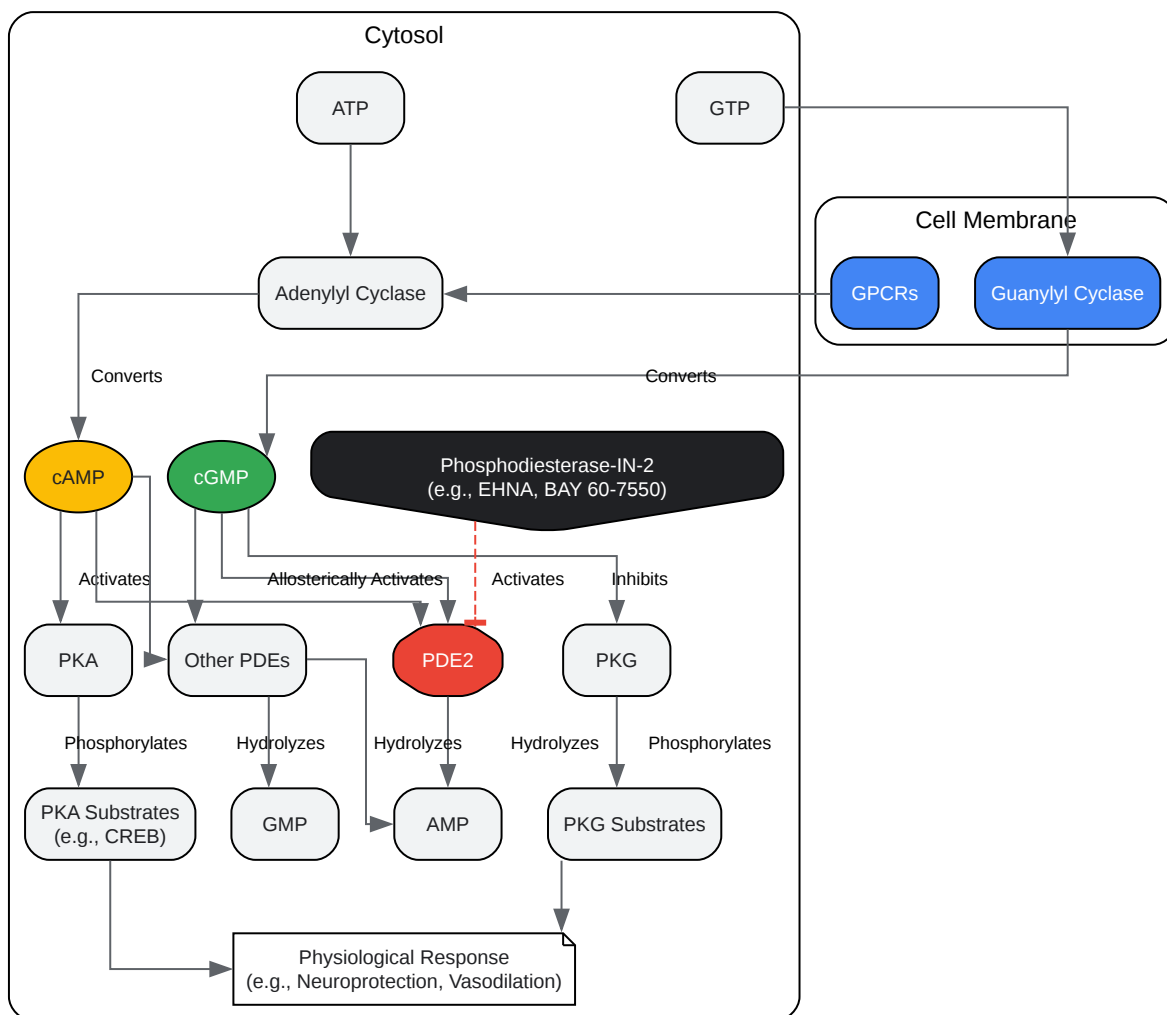 Cytosol
ATP
GTP
Cell Membrane
Adenylyl Cyclase
GPCRs
Guanylyl Cyclase
Converts
Converts
cAMP
cGMP
Phosphodiesterase-IN-2
(e.g., EHNA, BAY 60-7550)
Activates
Allosterically Activates
Activates
Inhibits
PKA
Other PDEs
PDE2
PKG
Phosphorylates
Hydrolyzes
Hydrolyzes
Hydrolyzes
Phosphorylates
PKA Substrates
(e.g., CREB)
GMP
AMP
PKG Substrates
Physiological Response
(e.g., Neuroprotection, Vasodilation)